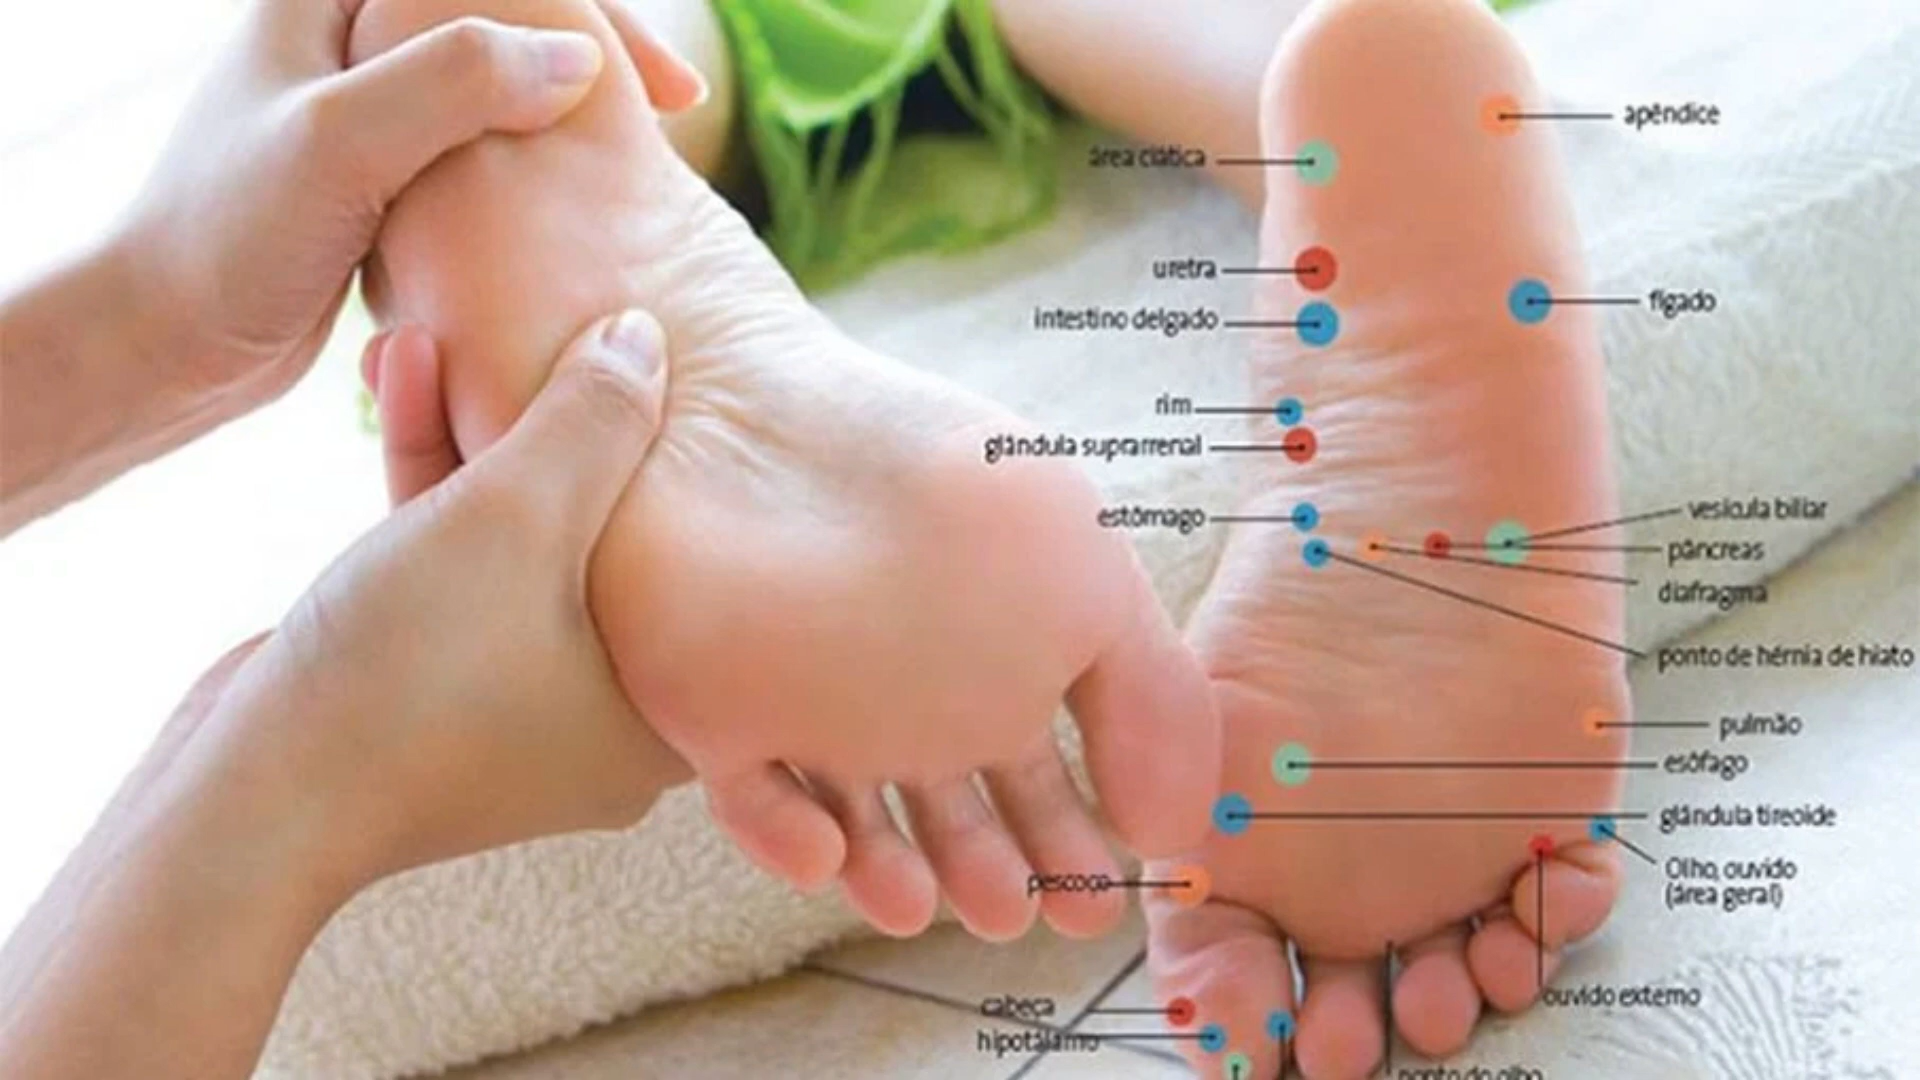 apêndice
área ciática
uretra
fígado
intestino delgado
rim
glândula suprarrenal
estômago
vesícula biliar
pâncreas
diafragma
ponto de hérnia de hiato
pulmão
esôfago
glândula tireoide
Olho, ouvido
(área geral)
pescoço
ouvido externo
cabeça
hipotálamo
ponto do olho